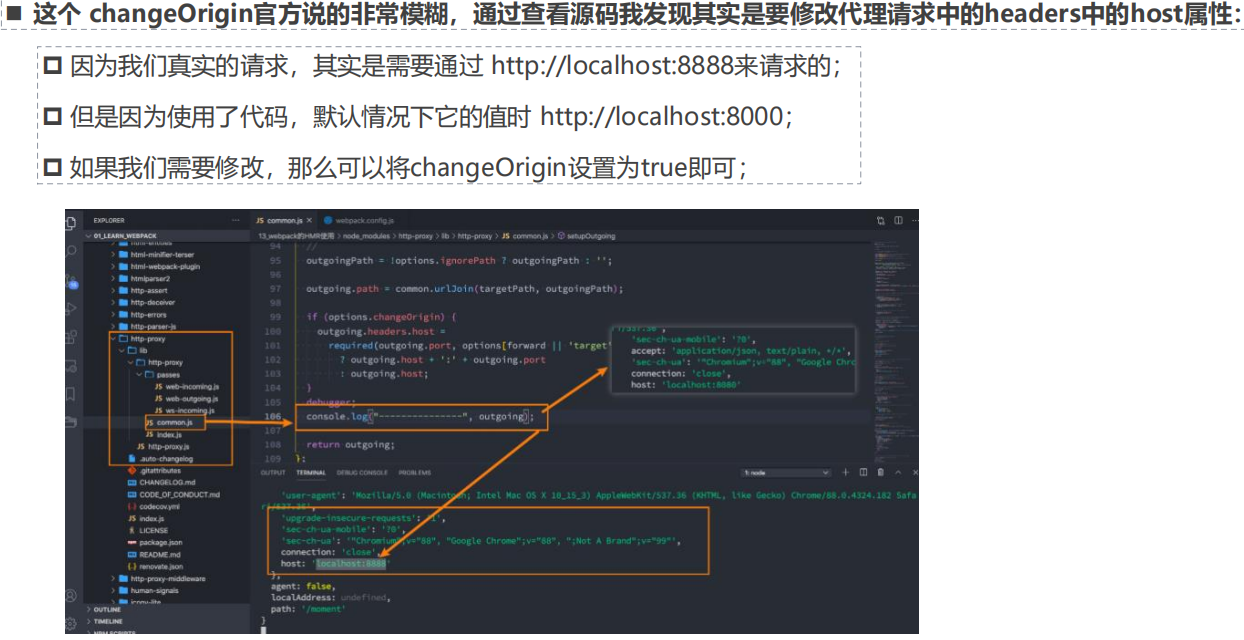 这个 changeOrigin官方说的非常模糊，通过查看源码我发现其实是要修改代理请求中的headers中的host属性：
因为我们真实的请求，其实是需要通过 http://localhost:8888来请求的；
但是因为使用了代码，默认情况下它的值时 http://localhost:8000；
如果我们需要修改，那么可以将changeOrigin设置为true即可；
EXPLORER
01_LEARN_WEBPACK
html-entities
html-minifier-terser
html-webpack-plugin
htmlparser2
http-assert
http-deceiver
http-errors
http-parser-js
http-proxy
lib
http-proxy
passes
JS web-incoming.js
JS web-outgoing.js
JS ws-incoming.js
JS common.js
JS index.js
JS http-proxy.js
.auto-changelog
.gitattributes
CHANGELOG.md
CODE_OF_CONDUCT.md
codecov.yml
JS index.js
LICENSE
package.json
README.md
renovate.json
http-proxy-middleware
human-signals
OUTLINE
TIMELINE
NPM SCRIPTS
JS common.js webpack.config.js
13_webpack的HMR使用 > node_modules > http-proxy > lib > http-proxy > JS common.js > setupOutgoing
94 //
95 outgoingPath = !options.ignorePath ? outgoingPath : '';
96
97 outgoing.path = common.urlJoin(targetPath, outgoingPath);
98
99 if (options.changeOrigin) {
100 outgoing.headers.host =
101 required(outgoing.port, options[forward || 'target'
102 ? outgoing.host + ':' + outgoing.port
103 : outgoing.host;
104 }
105 debugger;
106 console.log("--------------", outgoing);
107
108 return outgoing;
109 };
'sec-ch-ua-mobile': '?0',
accept: 'application/json, text/plain, */*',
'sec-ch-ua': '"Chromium";v="88", "Google Chro
connection: 'close',
host: 'localhost:8080'
OUTPUT TERMINAL DEBUG CONSOLE PROBLEMS 1: node
'user-agent': 'Mozilla/5.0 (Macintosh; Intel Mac OS X 10_15_3) AppleWebKit/537.36 (KHTML, like Gecko) Chrome/88.0.4324.182 Safa
ri/537.36',
'upgrade-insecure-requests': '1',
'sec-ch-ua-mobile': '?0',
'sec-ch-ua': '"Chromium";v="88", "Google Chrome";v="88", ";Not A Brand";v="99"',
connection: 'close',
host: 'localhost:8888'
},
agent: false,
localAddress: undefined,
path: '/moment'
}